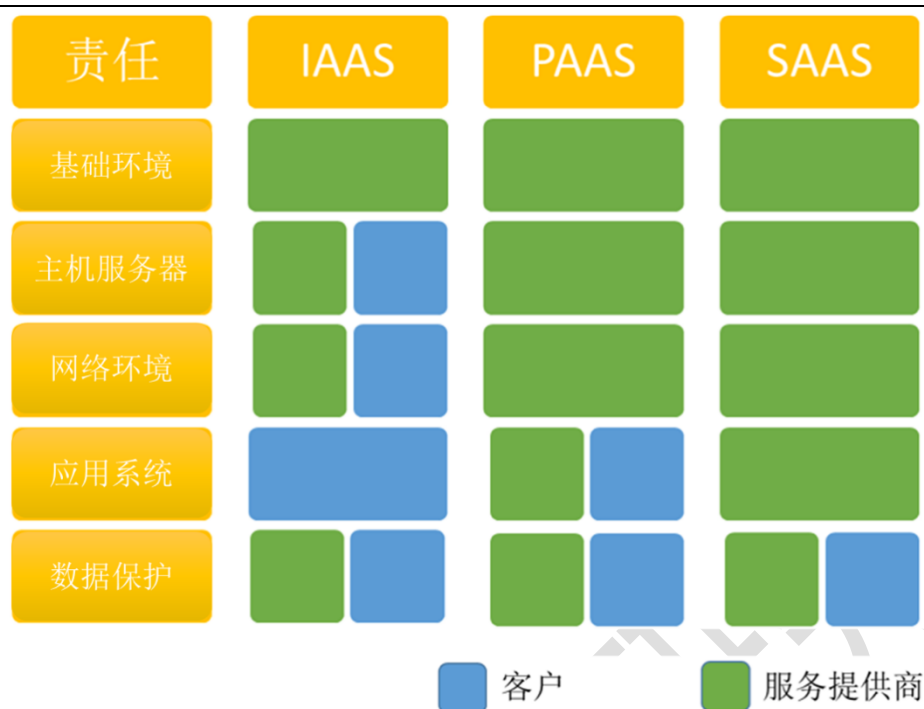 责任 IAAS PAAS SAAS
基础环境
主机服务器
网络环境
应用系统
数据保护
客户 服务提供商